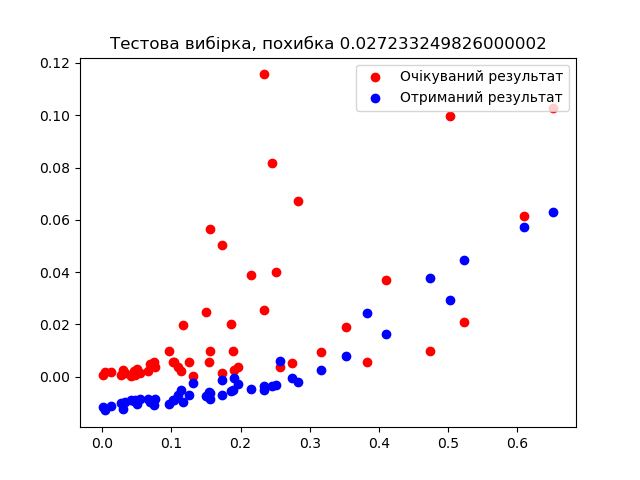 Тестова вибірка, похибка 0.027233249826000002
Очікуваний результат
Отриманий результат
0.12
0.10
0.08
0.06
0.04
0.02
0.00
0.0 0.1 0.2 0.3 0.4 0.5 0.6